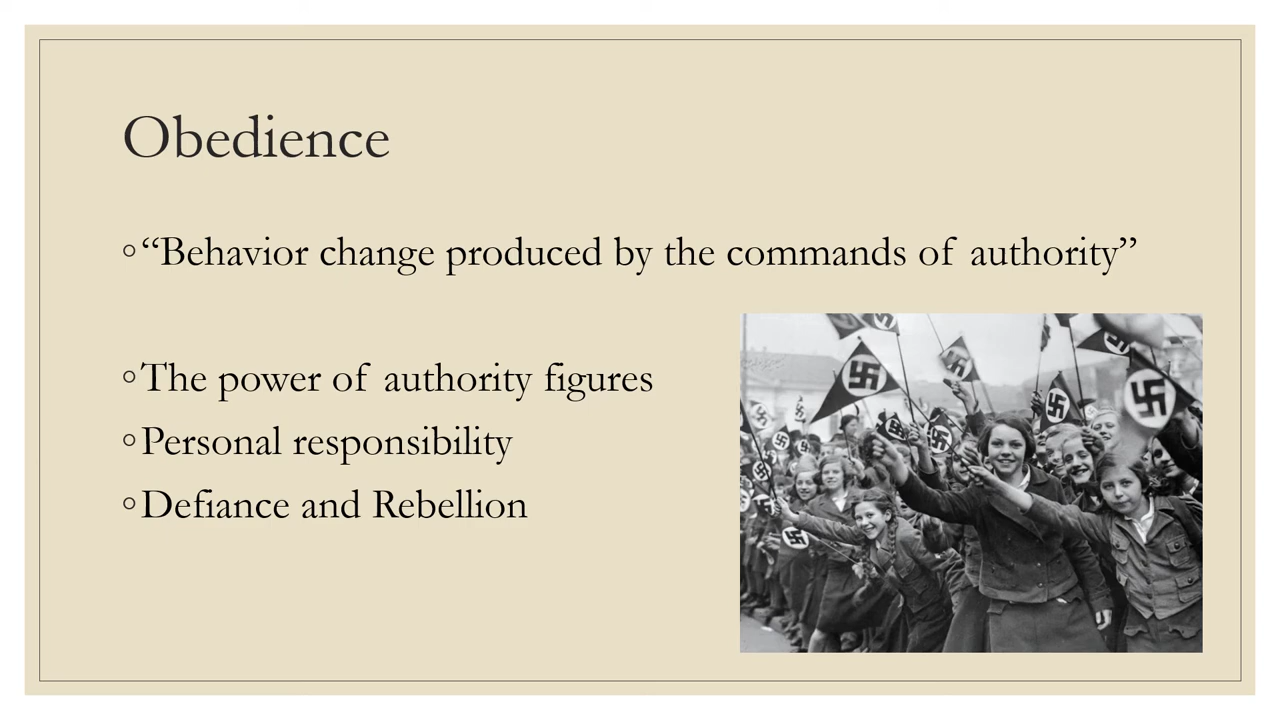 Obedience
“Behavior change produced by the commands of authority”
The power of authority figures
Personal responsibility
Defiance and Rebellion